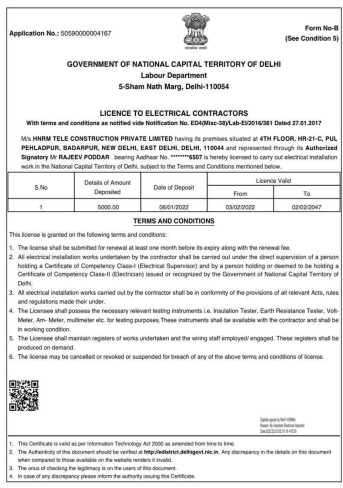 Application No.: 50590000004167
Form No-B
(See Condition 5)
GOVERNMENT OF NATIONAL CAPITAL TERRITORY OF DELHI
Labour Department
5-Sham Nath Marg, Delhi-110054
LICENCE TO ELECTRICAL CONTRACTORS
With terms and conditions as notified vide Notification No. ED4(Misc-38)/Lab-El/2016/381 Dated 27.01.2017
M/s HNRM TELE CONSTRUCTION PRIVATE LIMITED having its premises situated at 4TH FLOOR, HR-21-C, PUL
PEHLADPUR, BADARPUR, NEW DELHI, EAST DELHI, DELHI, 110044 and represented through its Authorized
Signatory Mr RAJEEV PODDAR bearing Aadhaar No. ********6507 is hereby licensed to carry out electrical installation
work in the National Capital Territory of Delhi, subject to the Terms and Conditions mentioned below.
S.No
Details of Amount
Deposited
Date of Deposit
Licence Valid
From
To
1
5000.00
06/01/2022
03/02/2022
02/02/2047
TERMS AND CONDITIONS
This license is granted on the following terms and conditions:
1. The license shall be submitted for renewal at least one month before its expiry along with the renewal fee.
2. All electrical installation works undertaken by the contractor shall be carried out under the direct supervision of a person
holding a Certificate of Competency Class-I (Electrical Supervisor) and by a person holding or deemed to be holding a
Certificate of Competency Class-II (Electrician) issued or recognized by the Government of National Capital Territory of
Delhi.
3. All electrical installation works carried out by the contractor shall be in conformity of the provisions of all relevant Acts, rules
and regulations made their under.
4. The Licensee shall possess the necessary relevant testing instruments i.e. Insulation Tester, Earth Resistance Tester, Volt-
Meter, Am- Meter, multimeter etc. for testing purposes.These instruments shall be available with the contractor and shall be
in working condition.
5. The Licensee shall maintain registers of works undertaken and the wiring staff employed/ engaged. These registers shall be
produced on demand.
6. The license may be cancelled or revoked or suspended for breach of any of the above terms and conditions of license.
1. This Certificate is valid as per Information Technology Act 2000 as amended from time to time.
2. The Authenticity of this document should be verified at http://edistrict.delhigovt.nic.in. Any discrepancy in the details on this document
when compared to those available on the website renders it invalid.
3. The onus of checking the legitimacy is on the users of this document.
4. In case of any discrepancy please inform the authority issuing this Certificate.